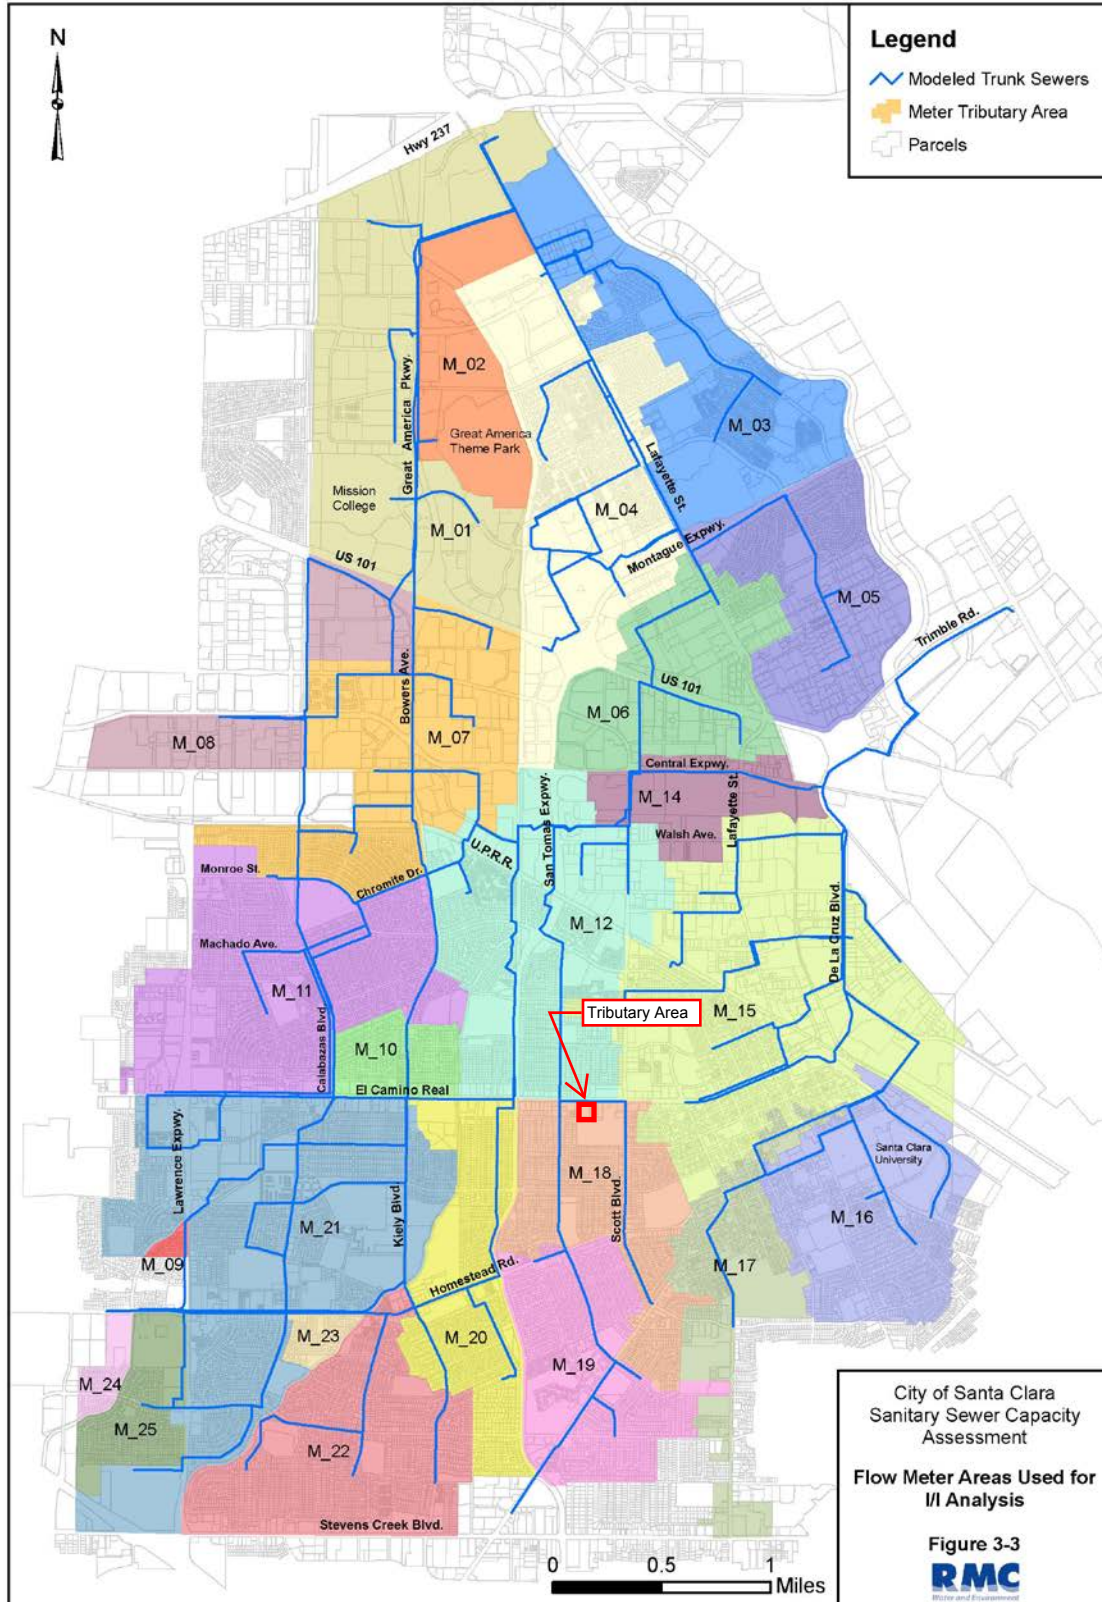 N
Legend
Modeled Trunk Sewers
Meter Tributary Area
Parcels
Hwy 237
M_02
Great America Pkwy.
Great America
Theme Park
M_03
Lafayette St.
Mission
College
M_04
M_01
Montague Expwy.
US 101
M_05
Trimble Rd.
Bowers Ave.
US 101
M_06
M_07
M_08
Central Expwy.
San Tomas Expwy.
M_14
Lafayette St.
Walsh Ave.
U.P.R.R.
Monroe St.
Chromite Dr.
M_12
De La Cruz Blvd.
Machado Ave.
M_11
Tributary Area
M_15
Calabazas Blvd.
M_10
El Camino Real
Lawrence Expwy.
Santa Clara
University
M_18
Scott Blvd.
M_21
Kiely Blvd.
M_16
M_09
M_17
Homestead Rd.
M_23
M_20
M_19
M_24
M_25
M_22
Stevens Creek Blvd.
0 0.5 1
Miles
City of Santa Clara
Sanitary Sewer Capacity
Assessment
Flow Meter Areas Used for
I/I Analysis
Figure 3-3
RMC
Water and Environment